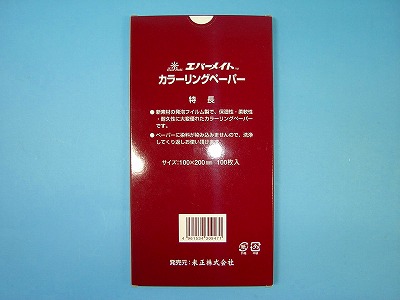 エバーメイト™
カラーリングペーパー
特長
● 新素材の発泡フイルム製で、保温性・柔軟性
・耐久性に大変優れたカラーリングペーパー
です。
● ペーパーに染料が染み込みませんので、洗浄
してくり返しお使い頂けます。
サイズ:100×200mm 100枚入
発売元:米正株式会社